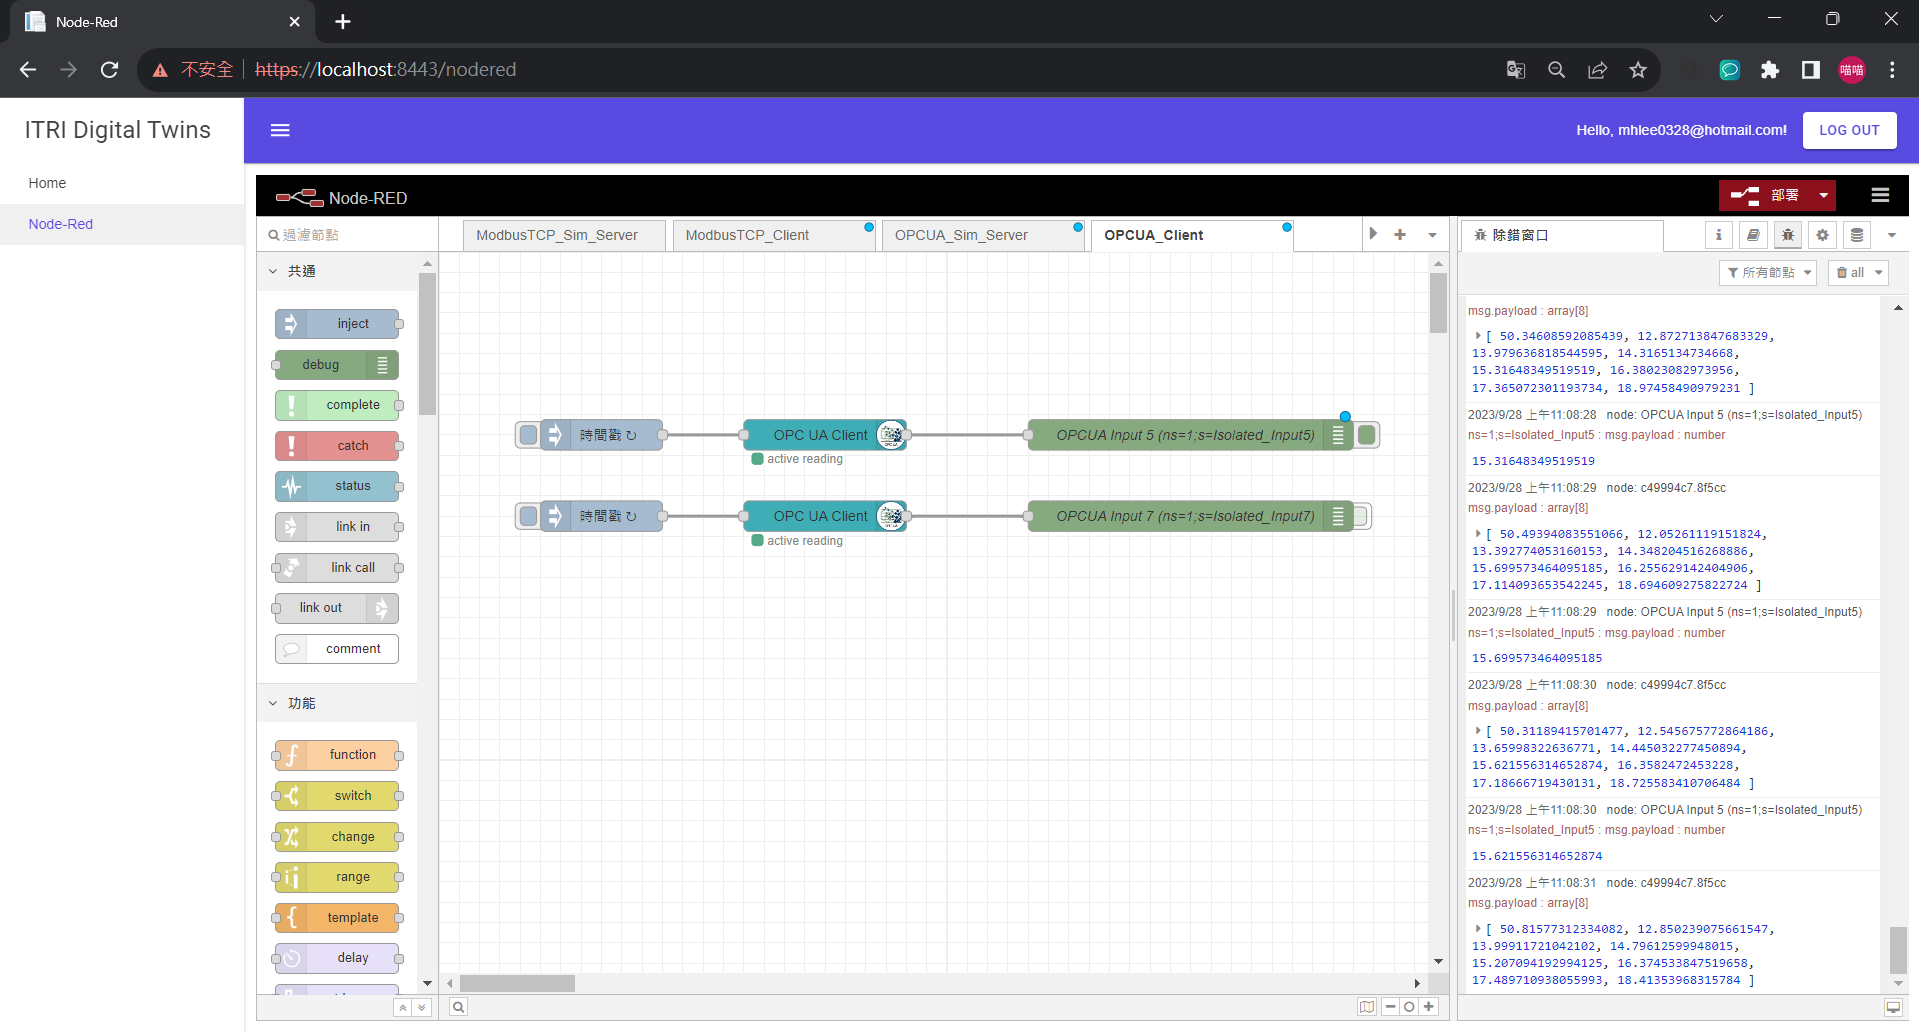 Node-Red
不安全
https://localhost:8443/nodered
喵喵
ITRI Digital Twins
Hello, mhlee0328@hotmail.com!
LOG OUT
Home
Node-Red
Node-RED
部署
過濾節點
ModbusTCP_Sim_Server
ModbusTCP_Client
OPCUA_Sim_Server
OPCUA_Client
除錯窗口
共通
inject
debug
complete
catch
status
link in
link call
link out
comment
功能
function
switch
change
range
template
delay
時間戳 ↻
OPC UA Client
OPCUA Input 5 (ns=1;s=Isolated_Input5)
active reading
時間戳 ↻
OPC UA Client
OPCUA Input 7 (ns=1;s=Isolated_Input7)
active reading
所有節點
all
msg.payload : array[8]
[ 50.34608592085439, 12.872713847683329,
13.979636818544595, 14.3165134734668,
15.31648349519519, 16.38023082973956,
17.365072301193734, 18.97458490979231 ]
2023/9/28 上午11:08:28 node: OPCUA Input 5 (ns=1;s=Isolated_Input5)
ns=1;s=Isolated_Input5 : msg.payload : number
15.31648349519519
2023/9/28 上午11:08:29 node: c49994c7.8f5cc
msg.payload : array[8]
[ 50.49394083551066, 12.05261119151824,
13.392774053160153, 14.348204516268886,
15.699573464095185, 16.255629142404906,
17.114093653542245, 18.694609275822724 ]
2023/9/28 上午11:08:29 node: OPCUA Input 5 (ns=1;s=Isolated_Input5)
ns=1;s=Isolated_Input5 : msg.payload : number
15.699573464095185
2023/9/28 上午11:08:30 node: c49994c7.8f5cc
msg.payload : array[8]
[ 50.31189415701477, 12.545675772864186,
13.65998322636771, 14.445032277450894,
15.621556314652874, 16.3582472453228,
17.18666719430131, 18.725583410706484 ]
2023/9/28 上午11:08:30 node: OPCUA Input 5 (ns=1;s=Isolated_Input5)
ns=1;s=Isolated_Input5 : msg.payload : number
15.621556314652874
2023/9/28 上午11:08:31 node: c49994c7.8f5cc
msg.payload : array[8]
[ 50.81577312334082, 12.850239075661547,
13.99911721042102, 14.79612599948015,
15.207094192994125, 16.374533847519658,
17.489710938055993, 18.41353968315784 ]